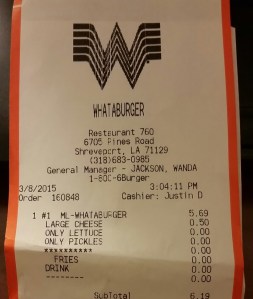 WHATABURGER
Restaurant 760
6705 Pines Road
Shreveport, LA 71129
(318)683-0985
General Manager - JACKSON, WANDA
1-800-6Burger
3/8/2015 3:04:11 PM
Order 160848 Cashier: Justin D
1 #1 ML-WHATABURGER 5.69
LARGE CHEESE 0.50
ONLY LETTUCE 0.00
ONLY PICKLES 0.00
********** 0.00
FRIES 0.00
DRINK 0.00
-------- 0.00
SubTotal 6.19